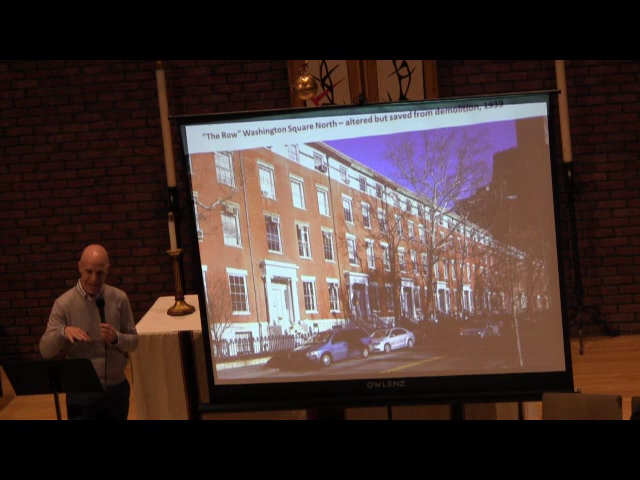 "The Row" Washington Square North – altered but saved from demolition, 1939
OWLENZ